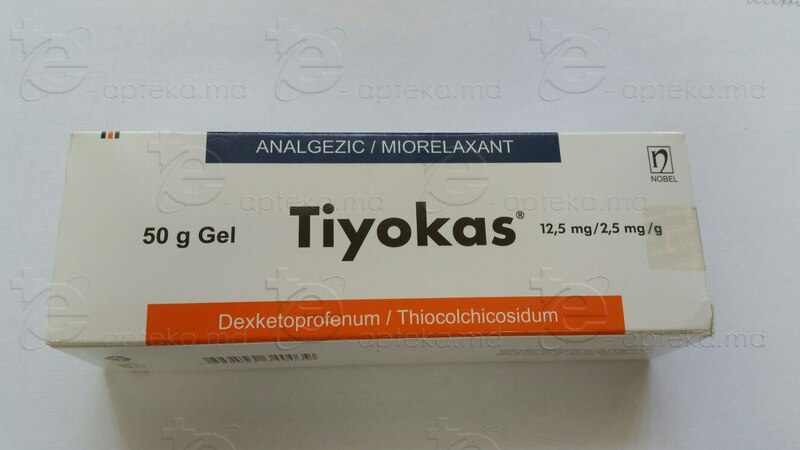 ANALGEZIC / MIORELAXANT
NOBEL
50 g Gel
Tiyokas®
12,5 mg/2,5 mg/g
Dexketoprofenum / Thiocolchicosidum
e-apteka.md